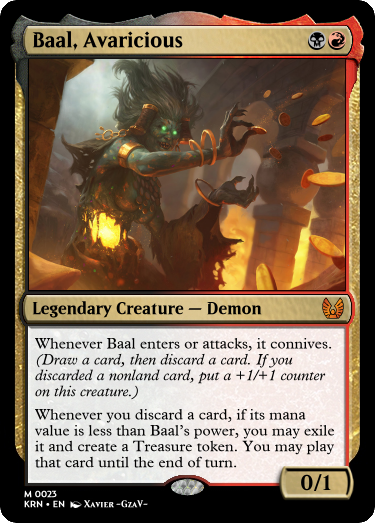 Baal, Avaricious
Legendary Creature — Demon
Whenever Baal enters or attacks, it connives.
(Draw a card, then discard a card. If you
discarded a nonland card, put a +1/+1 counter
on this creature.)
Whenever you discard a card, if its mana
value is less than Baal's power, you may exile
it and create a Treasure token. You may play
that card until the end of turn.
0/1
M 0023
KRN • EN Xavier ~GzaV~